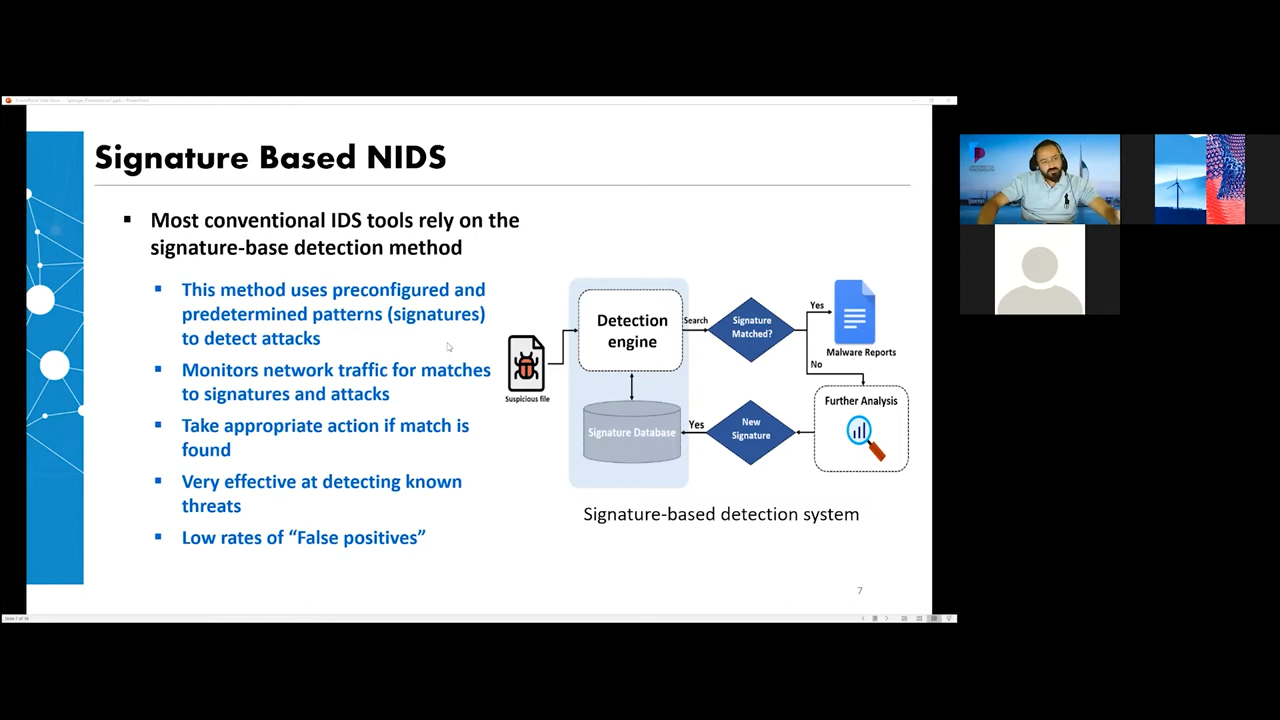 Signature Based NIDS
Most conventional IDS tools rely on the
signature-base detection method
This method uses preconfigured and
predetermined patterns (signatures)
to detect attacks
Monitors network traffic for matches
to signatures and attacks
Take appropriate action if match is
found
Very effective at detecting known
threats
Low rates of “False positives”
Suspicious file
Detection
engine
Search
Signature
Matched?
Yes
Malware Reports
No
Further Analysis
New
Signature
Yes
Signature Database
Signature-based detection system
7